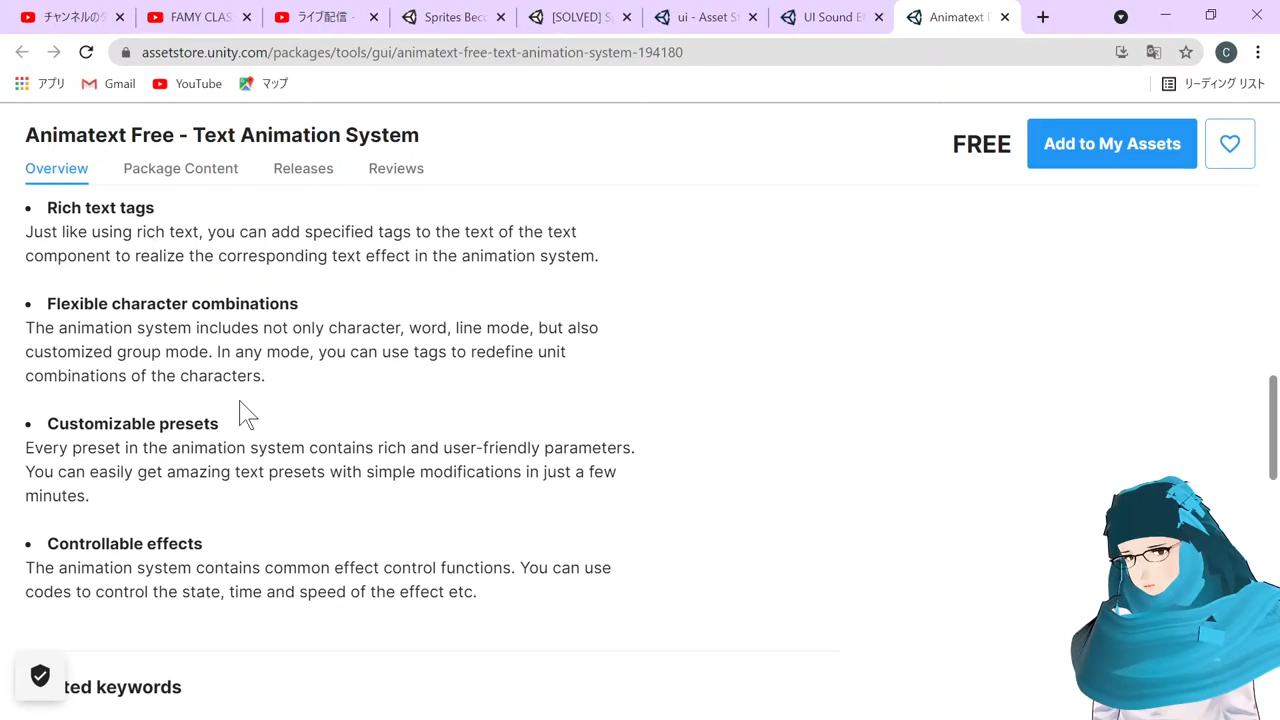 チャンネルのダ
FAMY CLAS
ライブ配信 -
Sprites Beco
[SOLVED] Sp
ui - Asset St
UI Sound Ef
Animatext F
assetstore.unity.com/packages/tools/gui/animatext-free-text-animation-system-194180
C
アプリ
Gmail
YouTube
マップ
リーディング リスト
Animatext Free - Text Animation System
FREE
Add to My Assets
Overview
Package Content
Releases
Reviews
• Rich text tags
Just like using rich text, you can add specified tags to the text of the text
component to realize the corresponding text effect in the animation system.
• Flexible character combinations
The animation system includes not only character, word, line mode, but also
customized group mode. In any mode, you can use tags to redefine unit
combinations of the characters.
• Customizable presets
Every preset in the animation system contains rich and user-friendly parameters.
You can easily get amazing text presets with simple modifications in just a few
minutes.
• Controllable effects
The animation system contains common effect control functions. You can use
codes to control the state, time and speed of the effect etc.
ted keywords